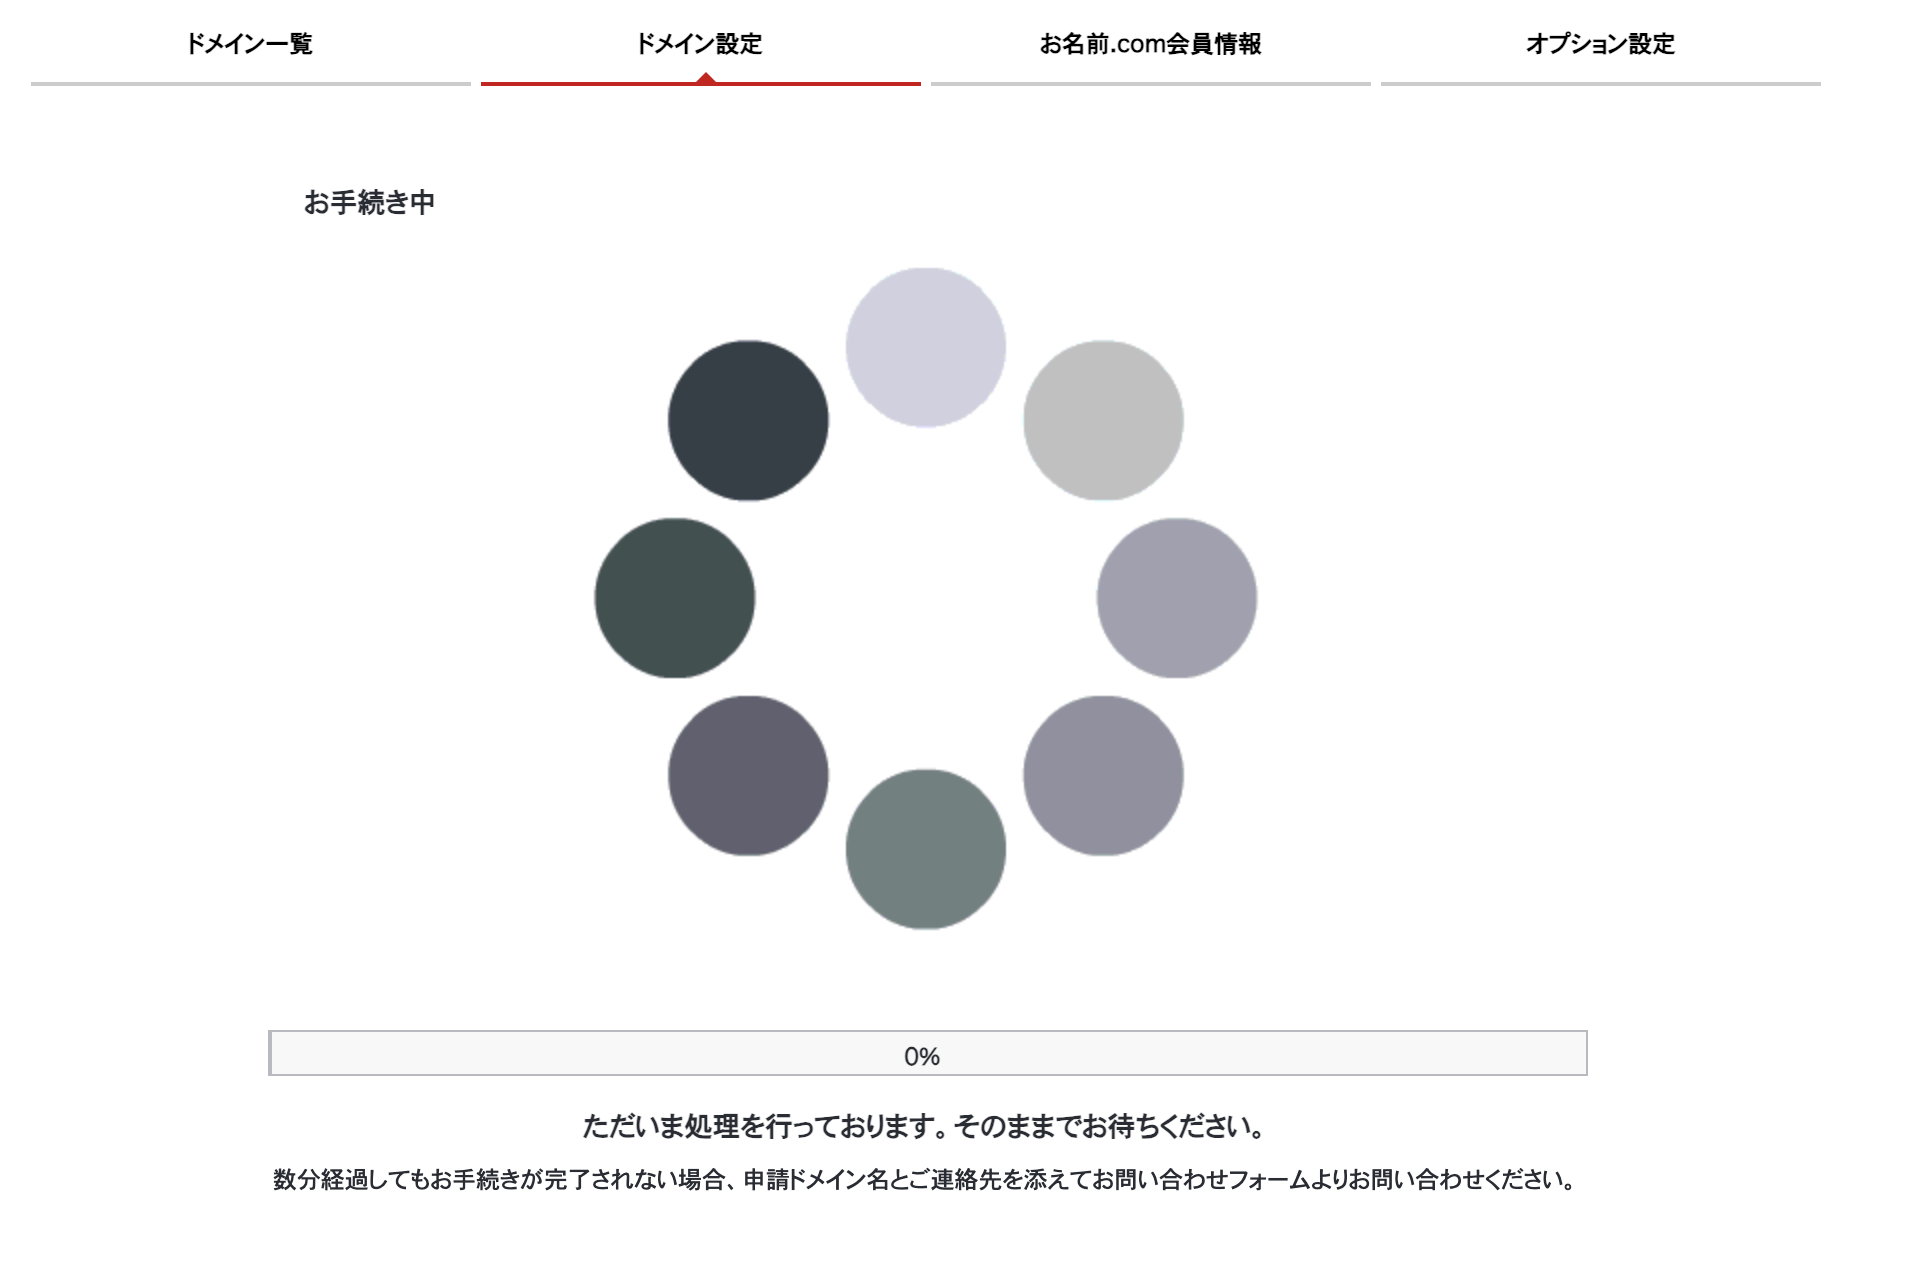 ドメイン一覧
ドメイン設定
お名前.com会員情報
オプション設定
お手続き中
0%
ただいま処理を行っております。そのままでお待ちください。
数分経過してもお手続きが完了されない場合、申請ドメイン名とご連絡先を添えてお問い合わせフォームよりお問い合わせください。